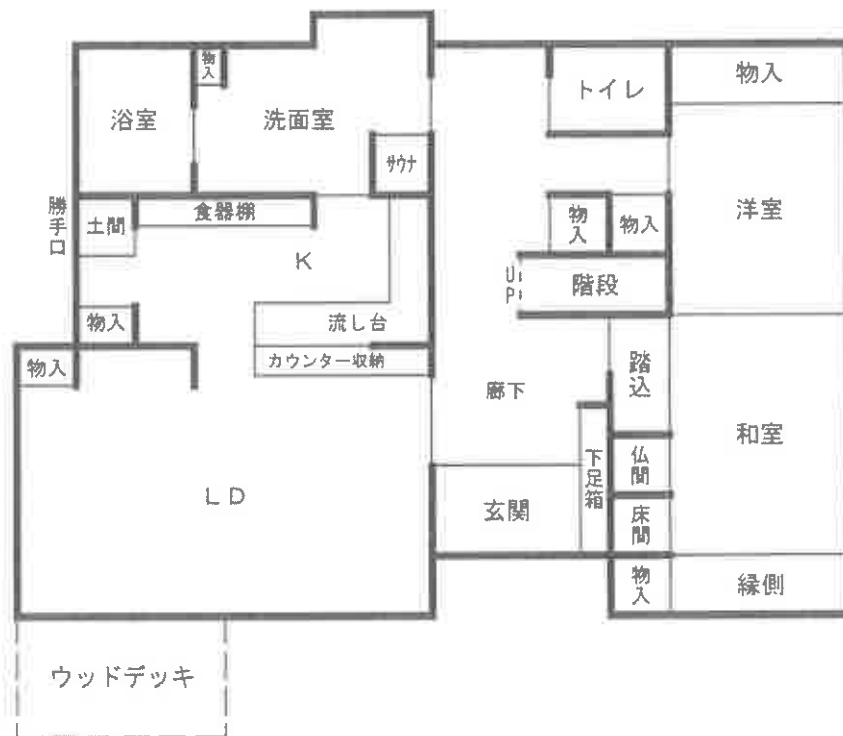 物入
トイレ
物入
浴室
洗面室
サウナ
勝手口
土間
食器棚
物入
物入
洋室
K
UP
階段
物入
流し台
物入
カウンター収納
廊下
踏込
和室
LD
下足箱
仏間
玄関
床間
物入
縁側
ウッドデッキ